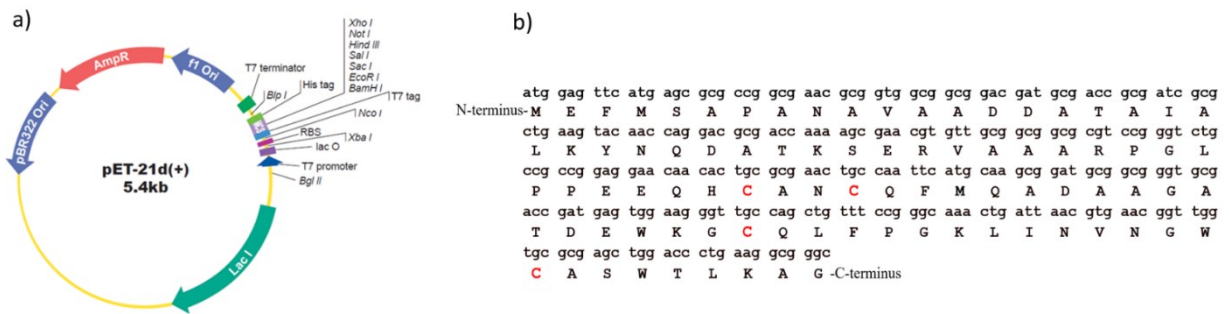 a)
b)
Xho I
Not I
Hind III
Sal I
Sac I
EcoR I
BamH I
T7 terminator
His tag
T7 tag
Blp I
Nco I
RBS
Xba I
lac O
T7 promoter
Bgl II
AmpR
f1 Ori
pBR322 Ori
pET-21d(+)
5.4kb
Lac I
atg gag ttc atg agc gcg ccg gcg aac gcg gtg gcg gcg gac gat gcg acc gcg atc gcg
N-terminus- M E F M S A P A N A V A A D D A T A I A
ctg aag tac aac cag gac gcg acc aaa agc gaa cgt gtt gcg gcg gcg cgt ccg ggt ctg
L K Y N Q D A T K S E R V A A A R P G L
ccg ccg gag gaa caa cac tgc gcg aac tgc caa ttc atg caa gcg gat gcg gcg ggt gcg
P P E E Q H C A N C Q F M Q A D A A G A
acc gat gag tgg aag ggt tgc cag ctg ttt ccg ggc aaa ctg att aac gtg aac ggt tgg
T D E W K G C Q L F P G K L I N V N G W
tgc gcg agc tgg acc ctg aag gcg ggc
C A S W T L K A G -C-terminus